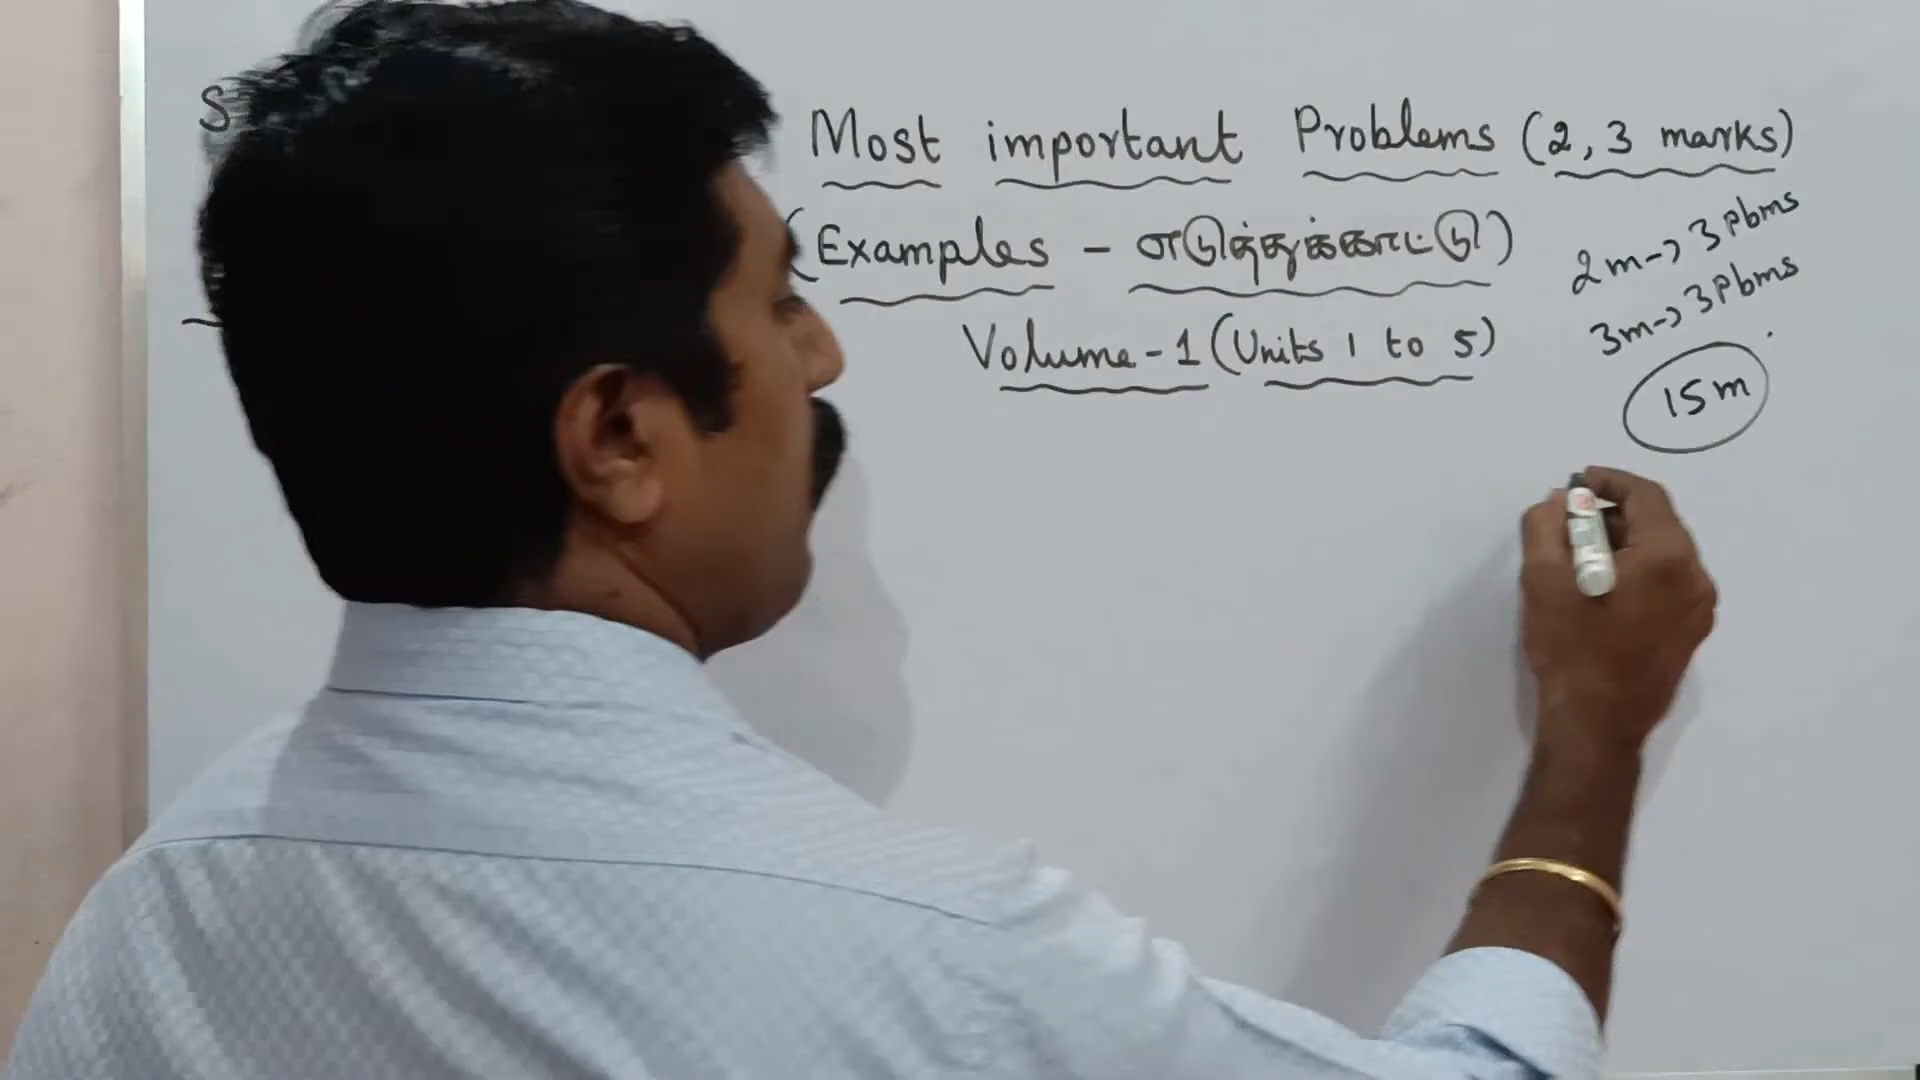 Most important Problems (2, 3 marks)
(Examples - எடுத்துக்காட்டு)
Volume-1 (Units 1 to 5)
2m-> 3 Pbms
3m-> 3 Pbms
15m